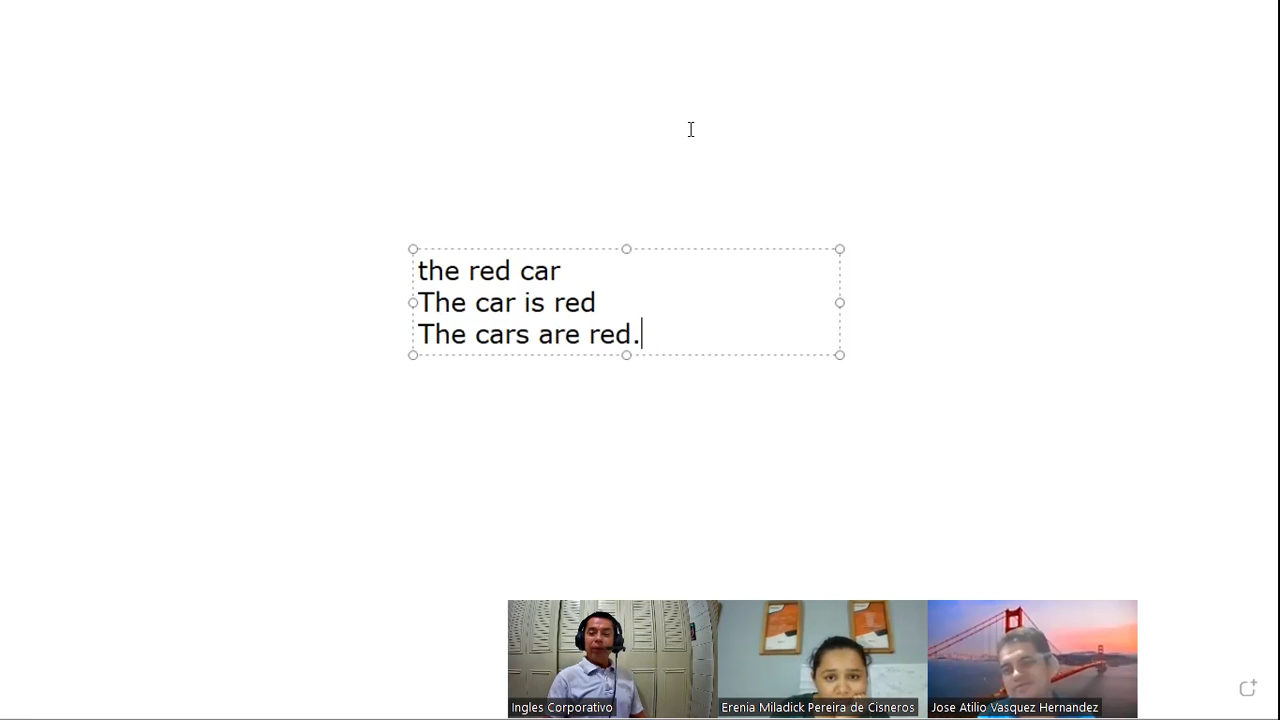 the red car
The car is red
The cars are red.
Ingles Corporativo
Erenia Miladick Pereira de Cisneros
Jose Atilio Vasquez Hernandez